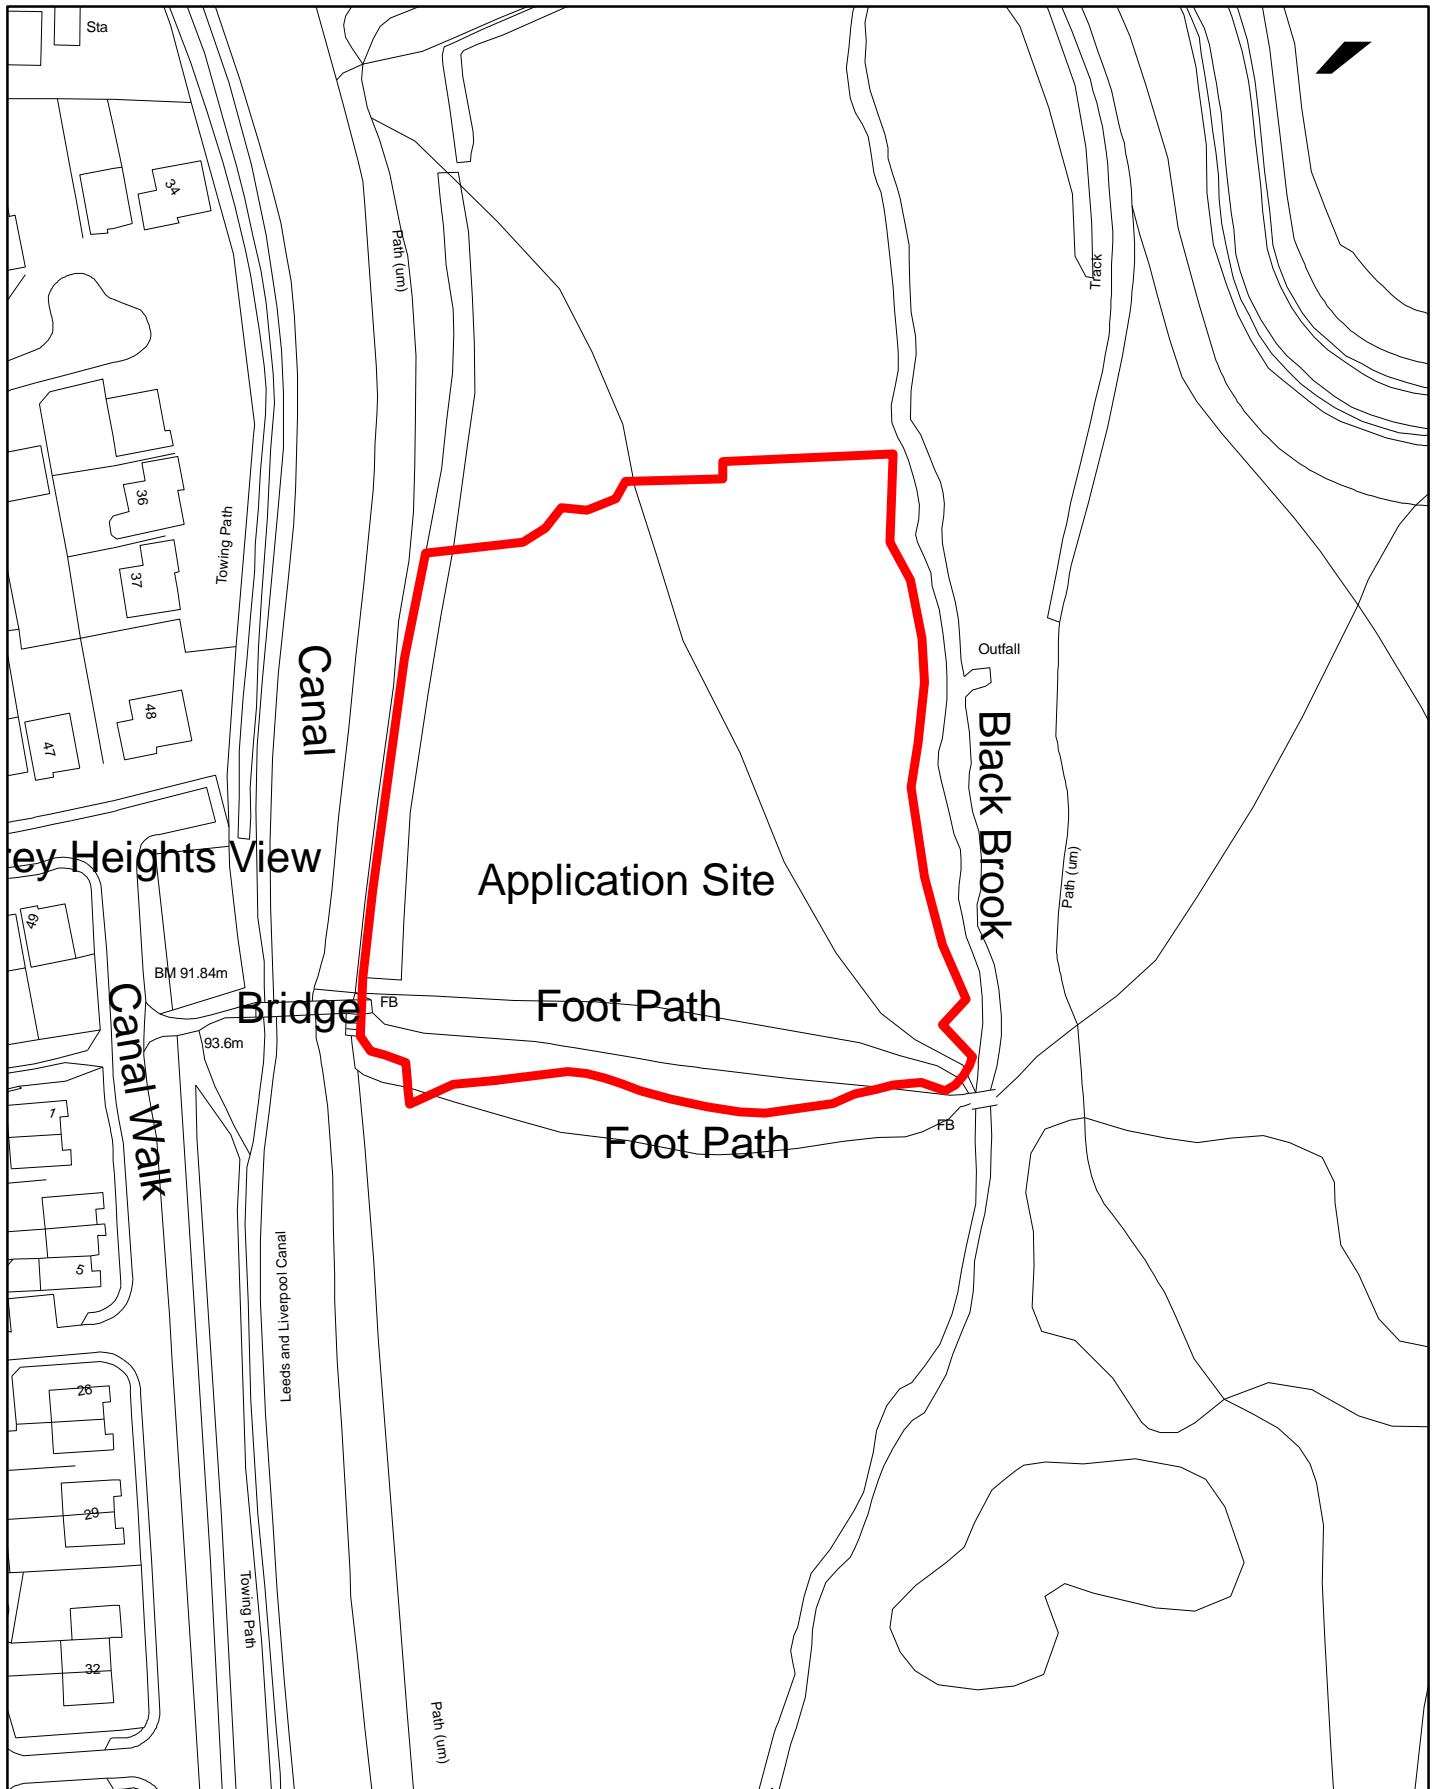 Sta
34
Path (um)
Track
36
Towing Path
37
Outfall
Canal
48
47
Black Brook
rey Heights View
Application Site
Path (um)
49
BM 91.84m
Canal Walk
Bridge
FB
Foot Path
93.6m
1
FB
Foot Path
5
Leeds and Liverpool Canal
26
29
Towing Path
32
Path (um)